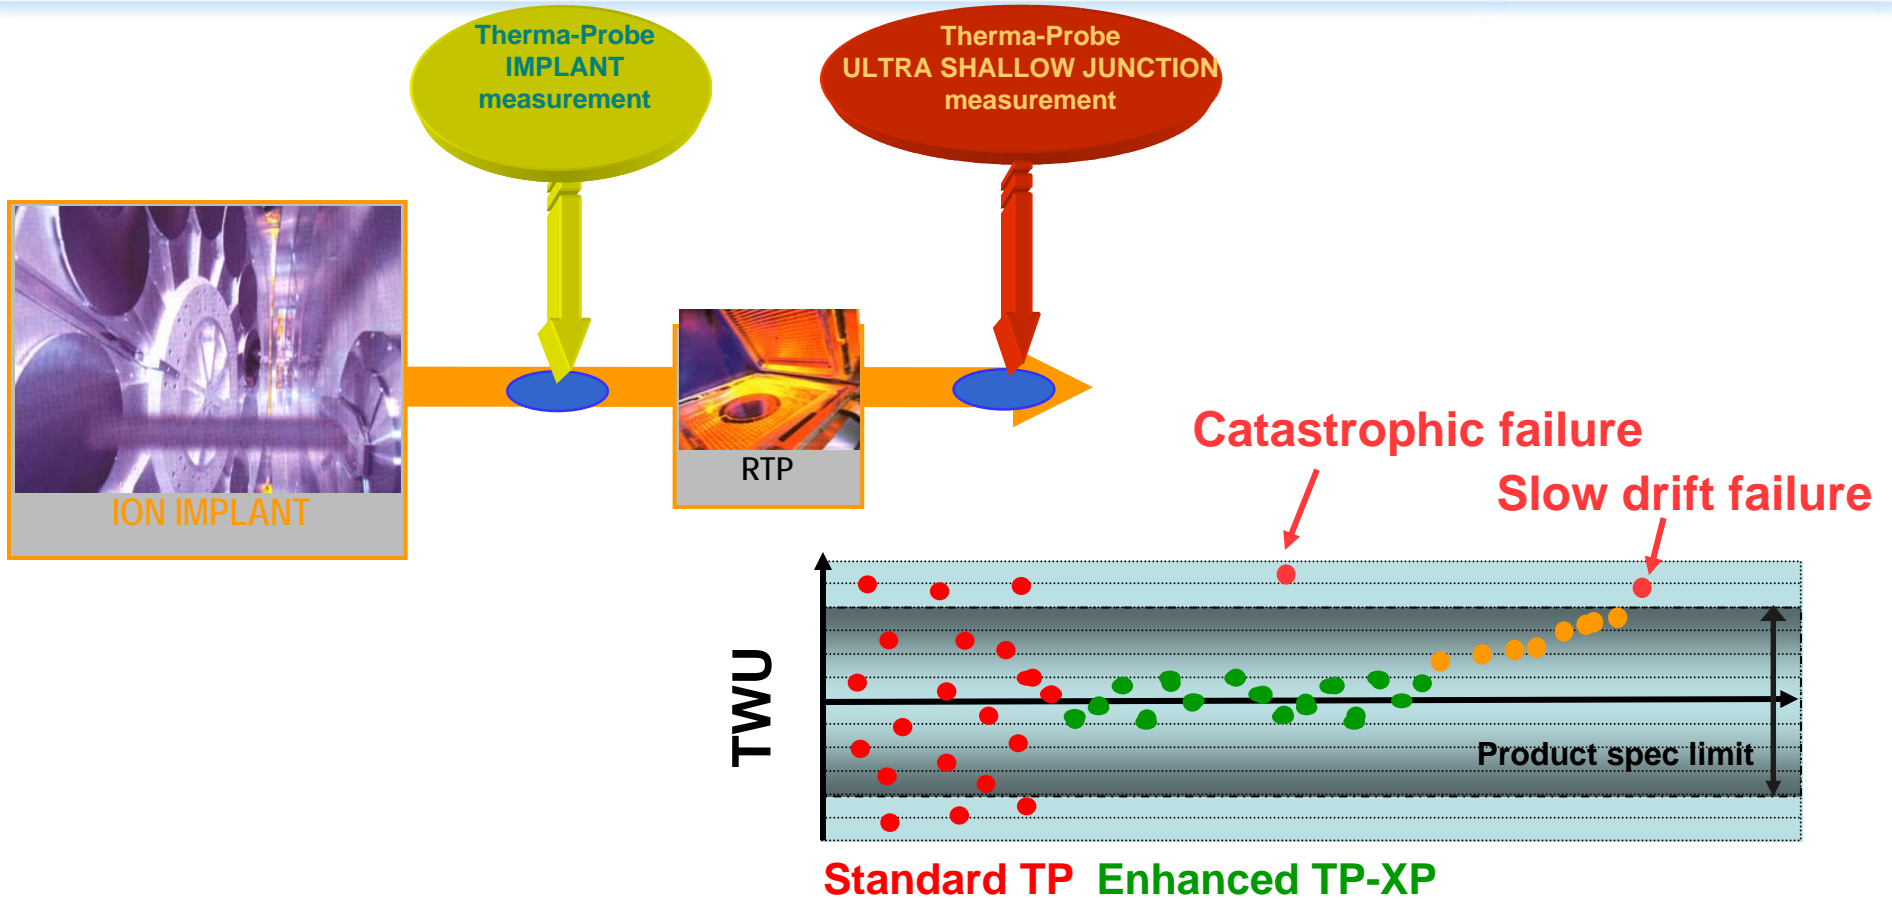 Therma-Probe
IMPLANT
measurement
Therma-Probe
ULTRA SHALLOW JUNCTION
measurement
ION IMPLANT
RTP
Catastrophic failure
Slow drift failure
TWU
Product spec limit
Standard TP
Enhanced TP-XP